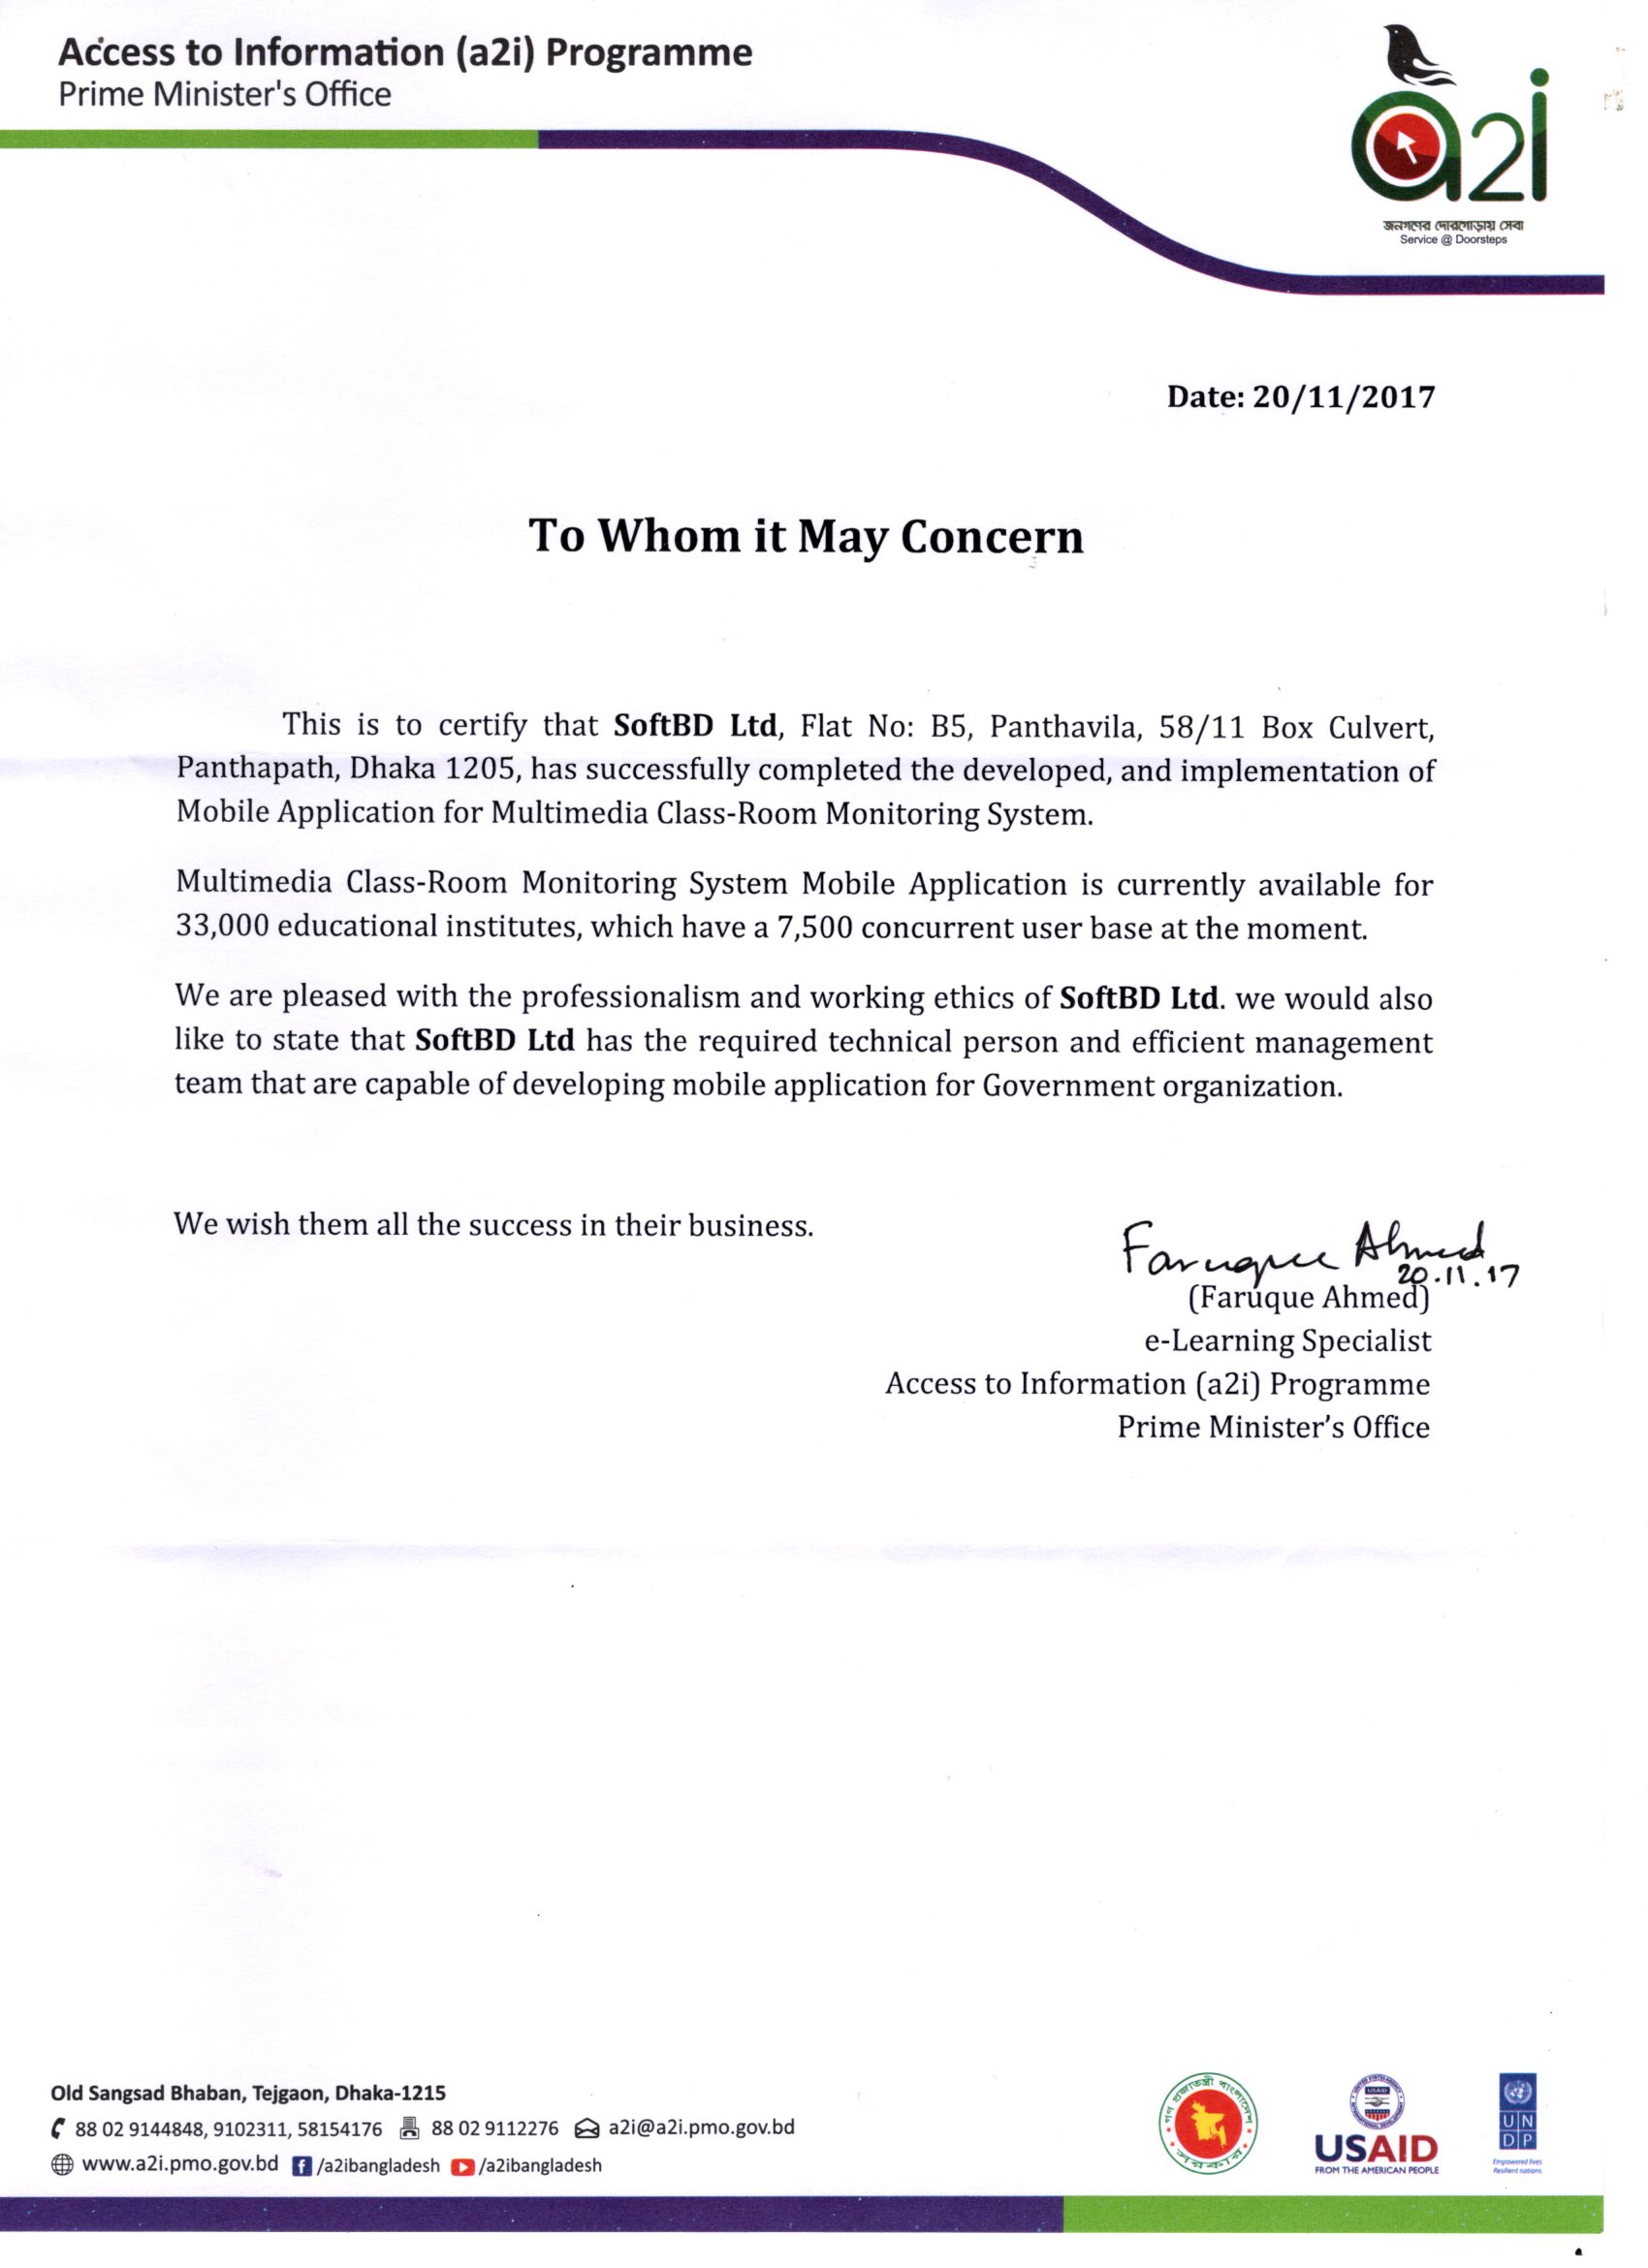 Access to Information (a2i) Programme
Prime Minister's Office
a2i
জনগণের দোরগোড়ায় সেবা
Service @ Doorsteps
Date: 20/11/2017
To Whom it May Concern
This is to certify that SoftBD Ltd, Flat No: B5, Panthavila, 58/11 Box Culvert,
Panthapath, Dhaka 1205, has successfully completed the developed, and implementation of
Mobile Application for Multimedia Class-Room Monitoring System.
Multimedia Class-Room Monitoring System Mobile Application is currently available for
33,000 educational institutes, which have a 7,500 concurrent user base at the moment.
We are pleased with the professionalism and working ethics of SoftBD Ltd. we would also
like to state that SoftBD Ltd has the required technical person and efficient management
team that are capable of developing mobile application for Government organization.
We wish them all the success in their business.
Faruque Ahmed
20.11.17
(Faruque Ahmed)
e-Learning Specialist
Access to Information (a2i) Programme
Prime Minister’s Office
Old Sangsad Bhaban, Tejgaon, Dhaka-1215
88 02 9144848, 9102311, 58154176 88 02 9112276 a2i@a2i.pmo.gov.bd
www.a2i.pmo.gov.bd /a2ibangladesh /a2ibangladesh
গণপ্রজাতন্ত্রী বাংলাদেশ
সরকার
USAID
USAID
FROM THE AMERICAN PEOPLE
UN
DP
Empowered lives
Resilient nations